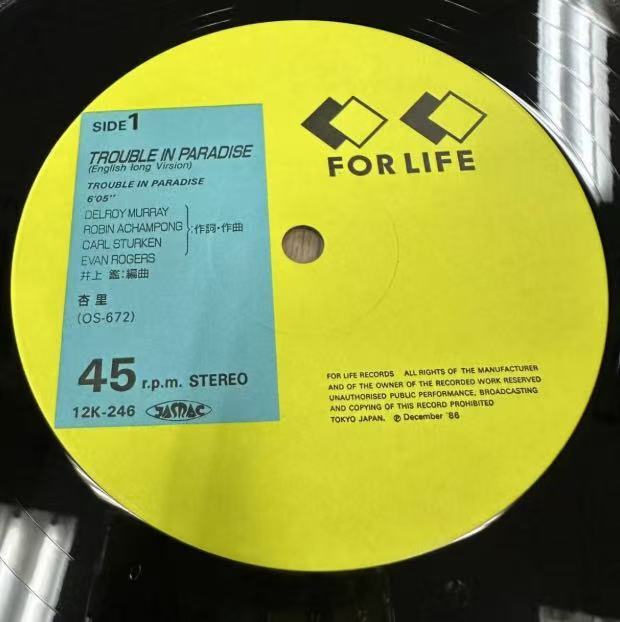 SIDE 1
TROUBLE IN PARADISE
(English long Virsion)
TROUBLE IN PARADISE
6'05"
DELROY MURRAY
ROBIN ACHAMPONG
CARL STURKEN
EVAN ROGERS
:作詞・作曲
井上 鑑:編曲
杏里
(OS-672)
45 r.p.m. STEREO
12K-246 JASRAC
FOR LIFE
FOR LIFE RECORDS ALL RIGHTS OF THE MANUFACTURER
AND OF THE OWNER OF THE RECORDED WORK RESERVED
UNAUTHORISED PUBLIC PERFORMANCE, BROADCASTING
AND COPYING OF THIS RECORD PROHIBITED
TOKYO JAPAN. ℗ December '86